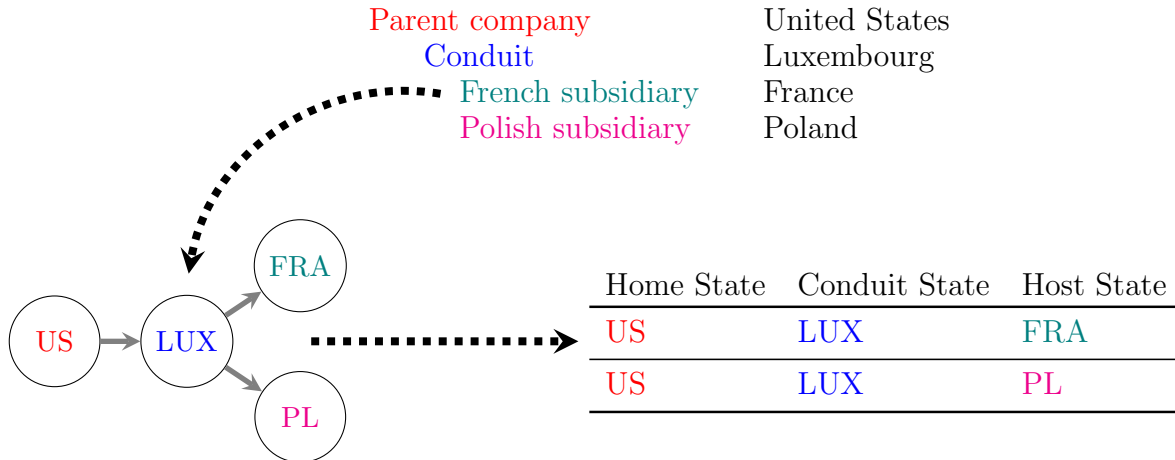 Parent company United States
Conduit Luxembourg
French subsidiary France
Polish subsidiary Poland
FRA
US LUX
PL
Home State Conduit State Host State
US LUX FRA
US LUX PL